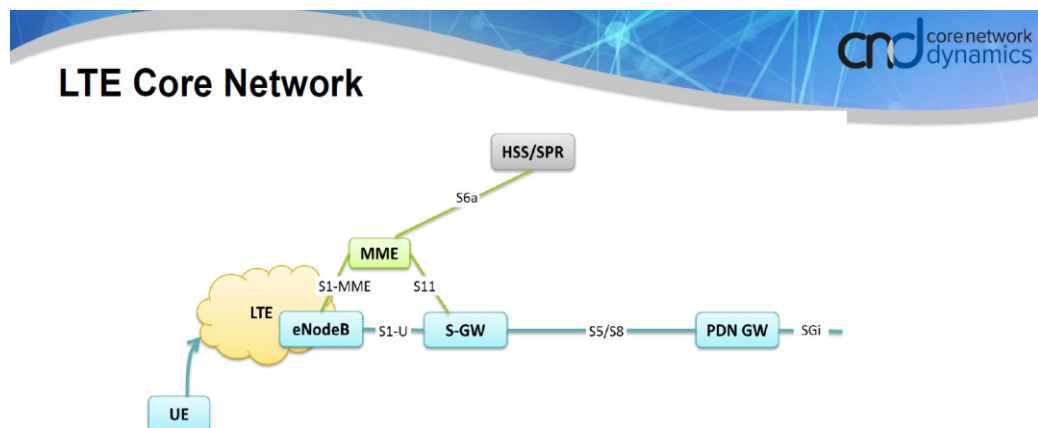 cnd core network
dynamics
LTE Core Network
HSS/SPR
S6a
MME
S1-MME
S11
LTE
eNodeB
S1-U
S-GW
S5/S8
PDN GW
SGi
UE